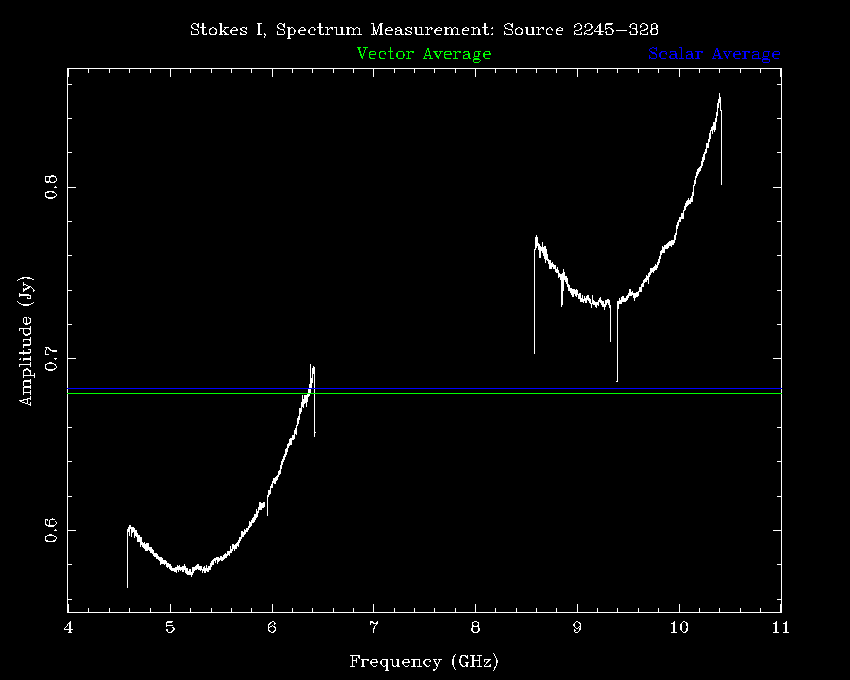 Stokes I, Spectrum Measurement: Source 2245−328
Vector Average Scalar Average
0.8
0.7
0.6
Amplitude (Jy)
4 5 6 7 8 9 10 11
Frequency (GHz)